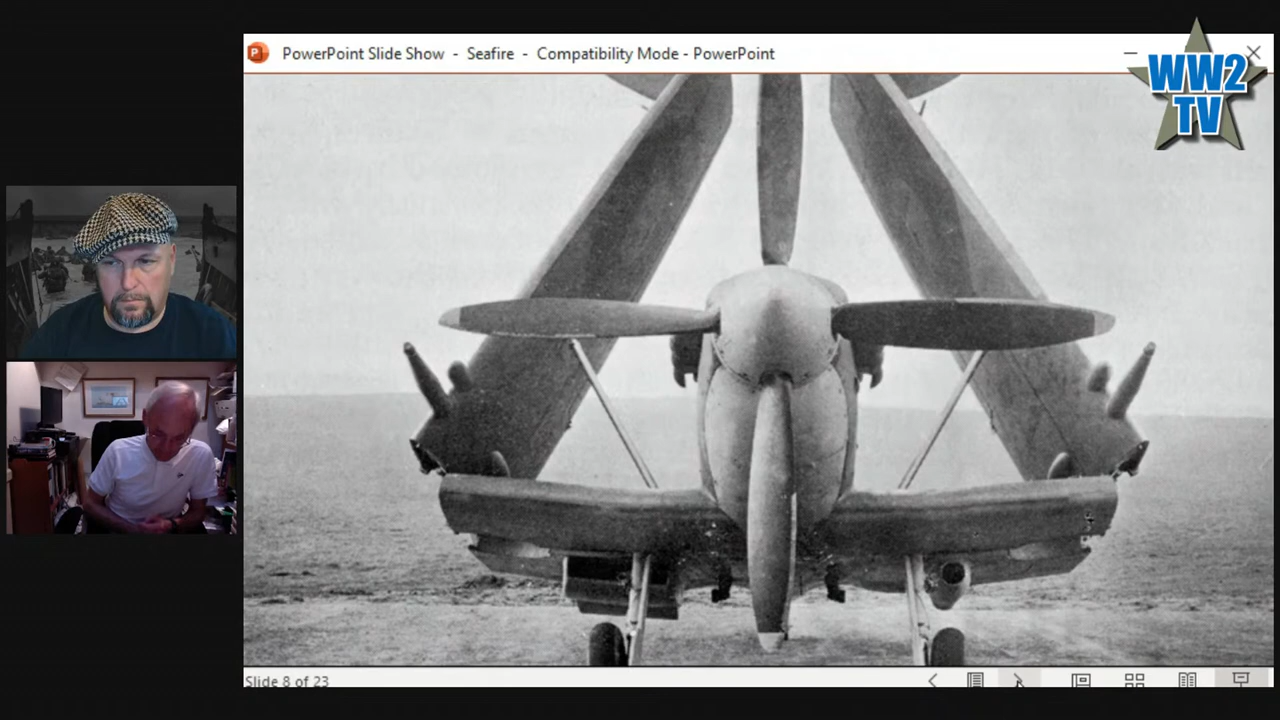 PowerPoint Slide Show - Seafire - Compatibility Mode - PowerPoint
WW2
TV
P
Slide 8 of 23